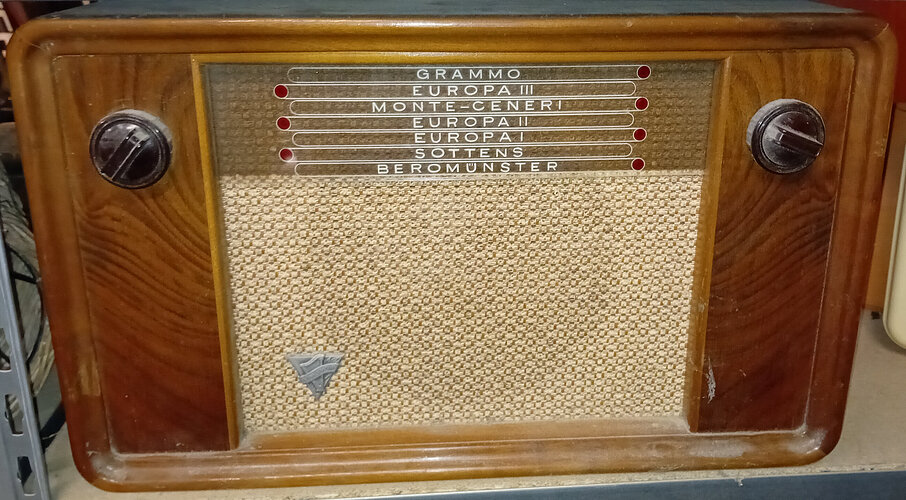 GRAMMO
EUROPA III
MONTE-CENERI
EUROPA II
EUROPA I
SOTTENS
BEROMÜNSTER